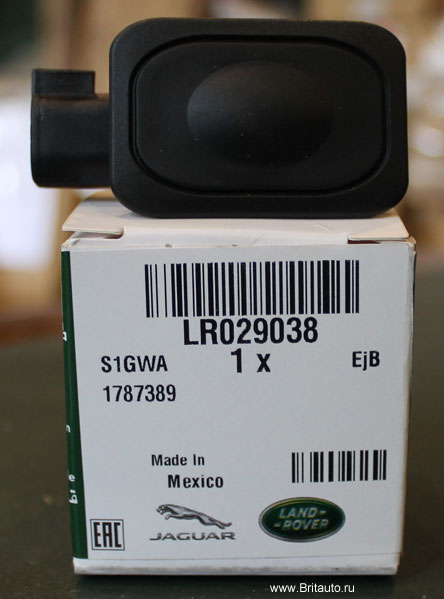 LR029038
S1GWA 1 x EjB
1787389
Made In
Mexico
EAC
JAGUAR
LAND-
-ROVER
www.Britauto.ru